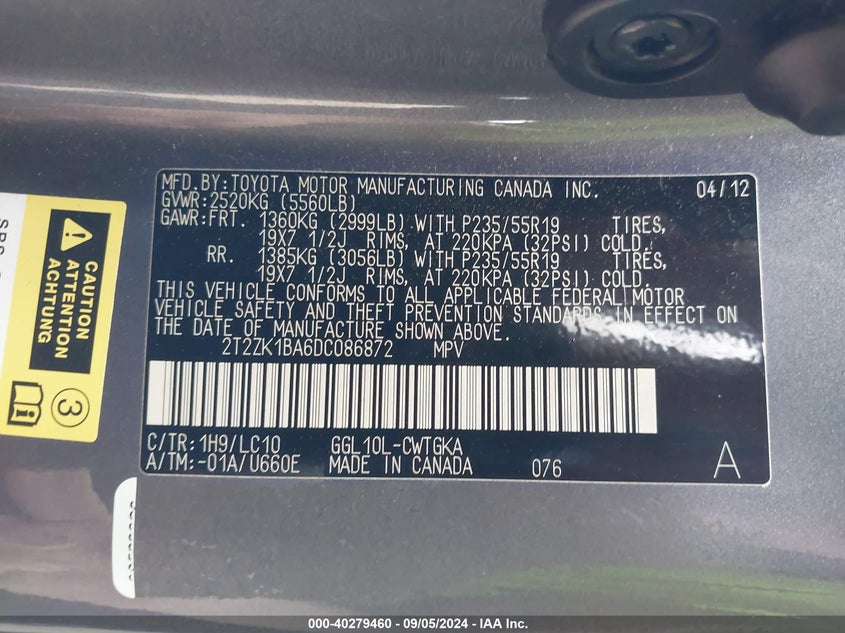 MFD.BY:TOYOTA MOTOR MANUFACTURING CANADA INC. 04/12
GVWR:2520KG (5560LB)
GAWR:FRT. 1360KG (2999LB) WITH P235/55R19 TIRES,
19X7 1/2J RIMS, AT 220KPA (32PSI) COLD.
RR. 1385KG (3056LB) WITH P235/55R19 TIRES,
19X7 1/2J RIMS, AT 220KPA (32PSI) COLD.
THIS VEHICLE CONFORMS TO ALL APPLICABLE FEDERAL MOTOR
VEHICLE SAFETY AND THEFT PREVENTION STANDARDS IN EFFECT ON
THE DATE OF MANUFACTURE SHOWN ABOVE.
2T2ZK1BA6DC086872 MPV
C/TR: 1H9/LC10 GGL10L-CWTGKA
A/TM:-01A/U660E MADE IN CANADA 076 A
CAUTION
ATTENTION
ACHTUNG
3
000-40279460 - 09/05/2024 - IAA Inc.